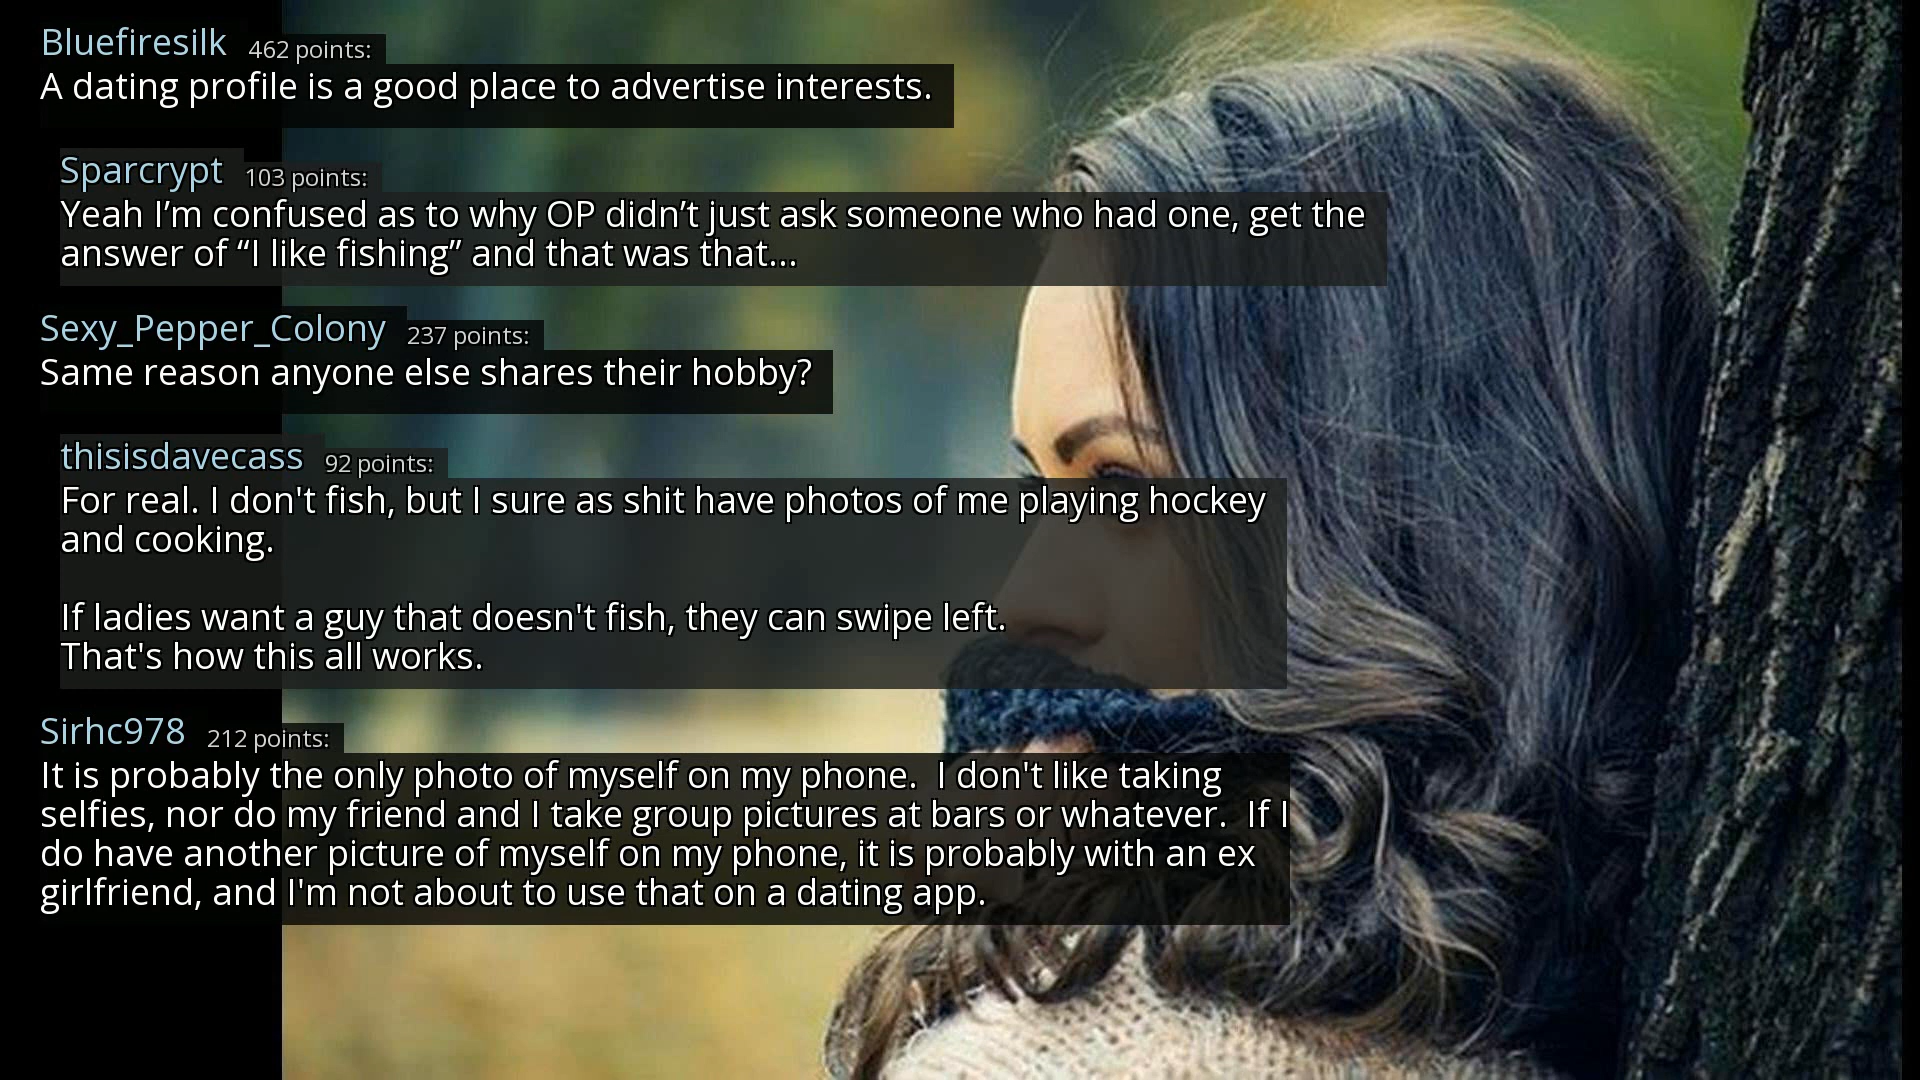 Bluefiresilk 462 points:
A dating profile is a good place to advertise interests.
Sparcrypt 103 points:
Yeah I’m confused as to why OP didn’t just ask someone who had one, get the
answer of “I like fishing” and that was that...
Sexy_Pepper_Colony 237 points:
Same reason anyone else shares their hobby?
thisisdavecass 92 points:
For real. I don't fish, but I sure as shit have photos of me playing hockey
and cooking.
If ladies want a guy that doesn't fish, they can swipe left.
That's how this all works.
Sirhc978 212 points:
It is probably the only photo of myself on my phone.  I don't like taking
selfies, nor do my friend and I take group pictures at bars or whatever.  If I
do have another picture of myself on my phone, it is probably with an ex
girlfriend, and I'm not about to use that on a dating app.